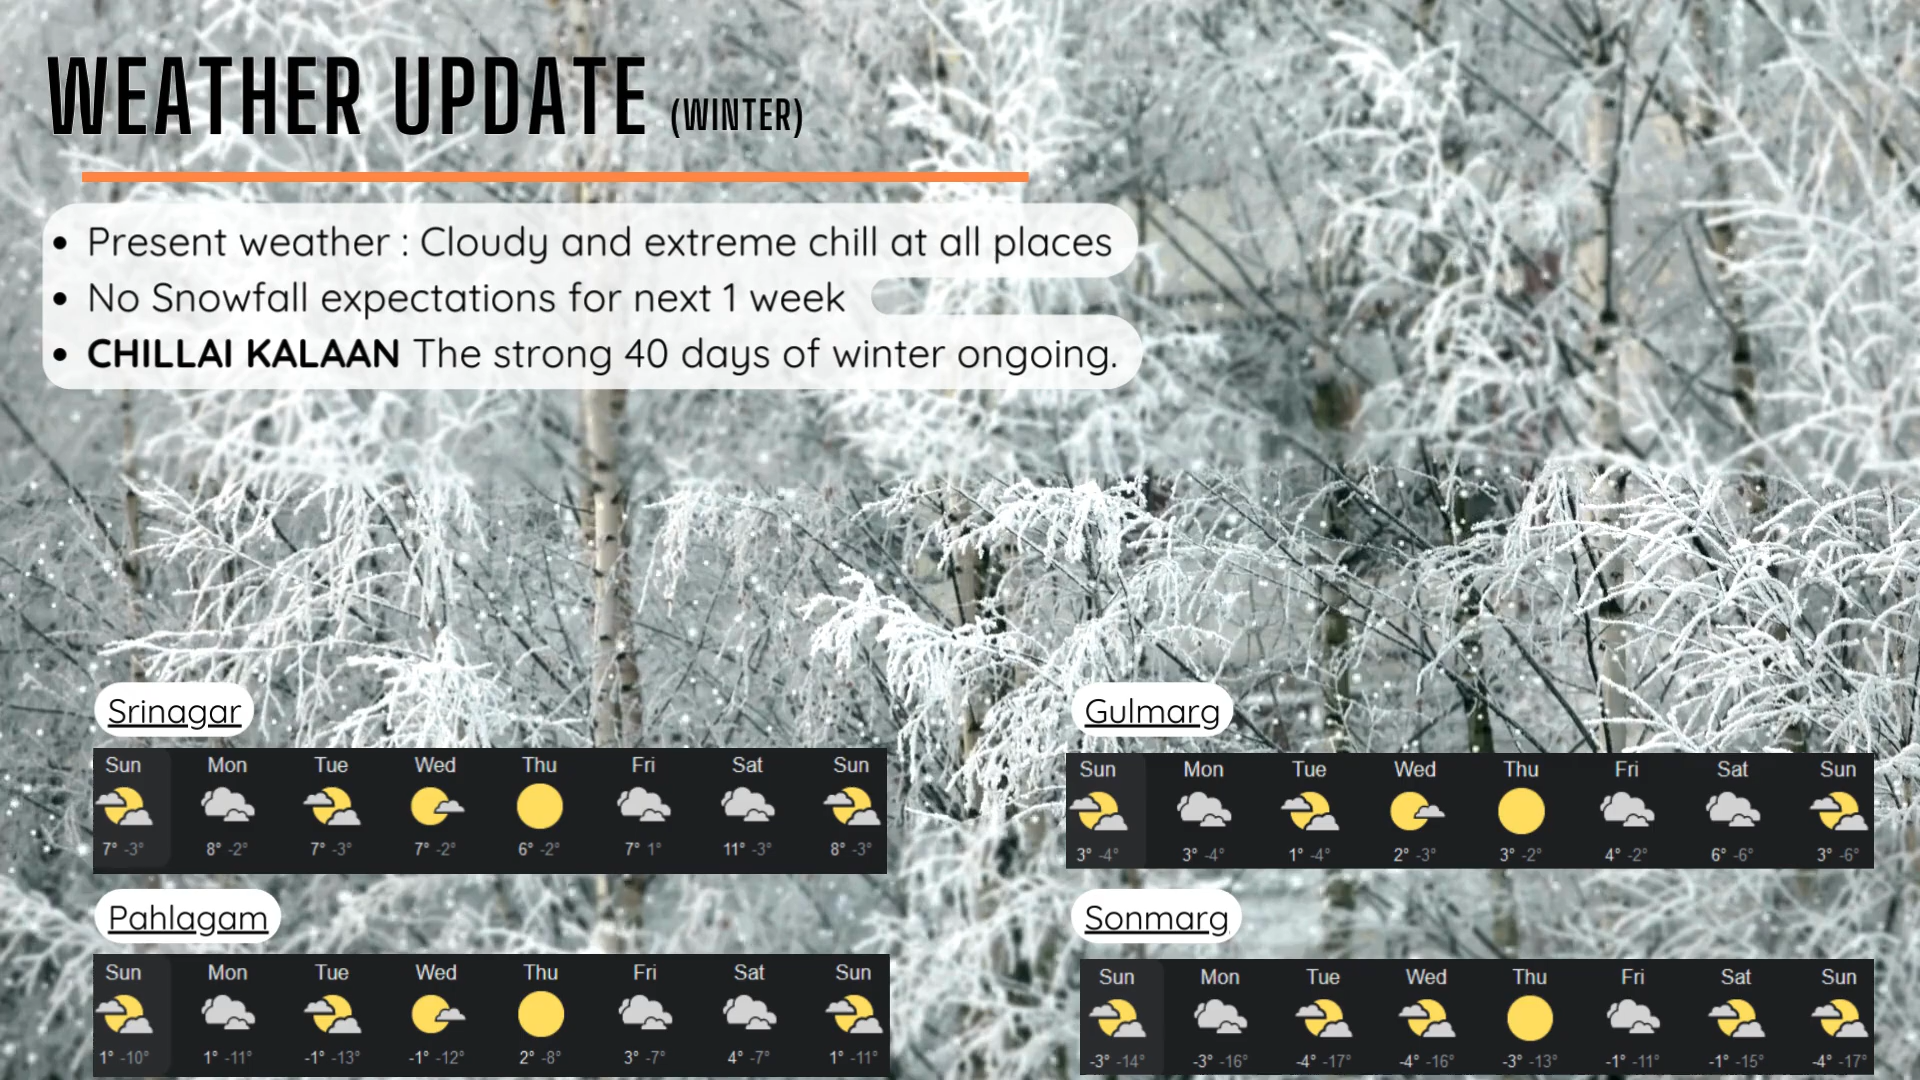 WEATHER UPDATE (WINTER)
• Present weather : Cloudy and extreme chill at all places
• No Snowfall expectations for next 1 week
• CHILLAI KALAAN The strong 40 days of winter ongoing.
Srinagar
Sun Mon Tue Wed Thu Fri Sat Sun
7° -3° 8° -2° 7° -3° 7° -2° 6° -2° 7° 1° 11° -3° 8° -3°
Gulmarg
Sun Mon Tue Wed Thu Fri Sat Sun
3° -4° 3° -4° 1° -4° 2° -3° 3° -2° 4° -2° 6° -6° 3° -6°
Pahlagam
Sun Mon Tue Wed Thu Fri Sat Sun
1° -10° 1° -11° -1° -13° -1° -12° 2° -8° 3° -7° 4° -7° 1° -11°
Sonmarg
Sun Mon Tue Wed Thu Fri Sat Sun
-3° -14° -3° -16° -4° -17° -4° -16° -3° -13° -1° -11° -1° -15° -4° -17°